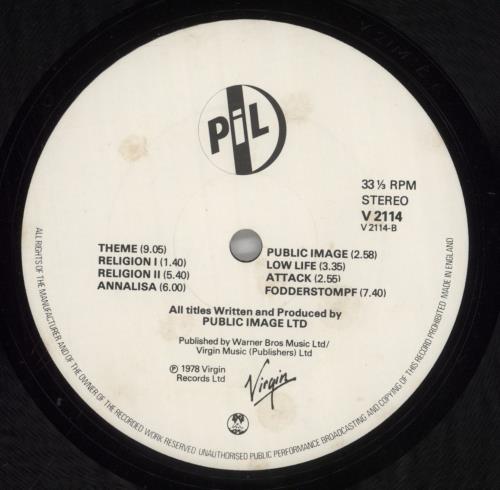 PiL
33 ⅓ RPM
STEREO
V 2114
V 2114-B
THEME (9.05)
RELIGION I (1.40)
RELIGION II (5.40)
ANNALISA (6.00)
PUBLIC IMAGE (2.58)
LOW LIFE (3.35)
ATTACK (2.55)
FODDERSTOMPF (7.40)
All titles Written and Produced by
PUBLIC IMAGE LTD
Published by Warner Bros Music Ltd/
Virgin Music (Publishers) Ltd
℗ 1978 Virgin
Records Ltd
Virgin
ALL RIGHTS OF THE MANUFACTURER AND OF THE OWNER OF THE RECORDED WORK RESERVED UNAUTHORISED PUBLIC PERFORMANCE BROADCASTING AND COPYING OF THIS RECORD PROHIBITED MADE IN ENGLAND